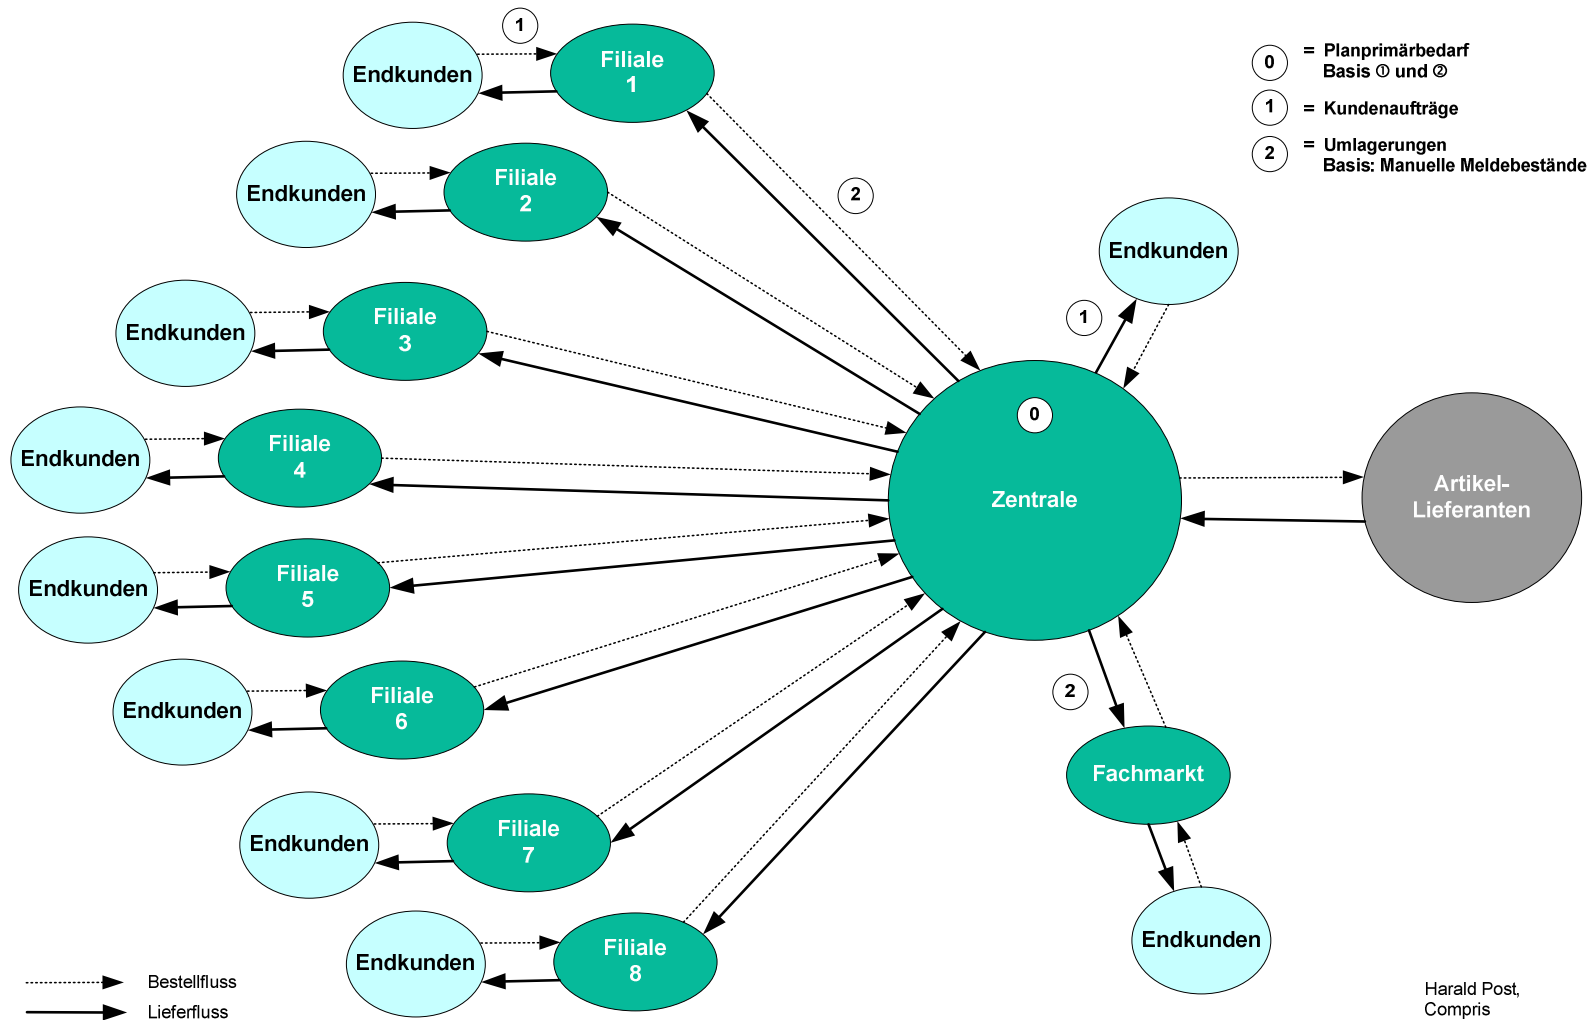 1
Endkunden
Filiale
1
0
= Planprimärbedarf
Basis ① und ②
1
= Kundenaufträge
2
= Umlagerungen
Basis: Manuelle Meldebestände
Endkunden
Filiale
2
2
Endkunden
1
Endkunden
Filiale
3
0
Endkunden
Filiale
4
Zentrale
Artikel-
Lieferanten
Endkunden
Filiale
5
Endkunden
Filiale
6
2
Fachmarkt
Endkunden
Filiale
7
Endkunden
Filiale
8
Endkunden
Bestellfluss
Lieferfluss
Harald Post,
Compris